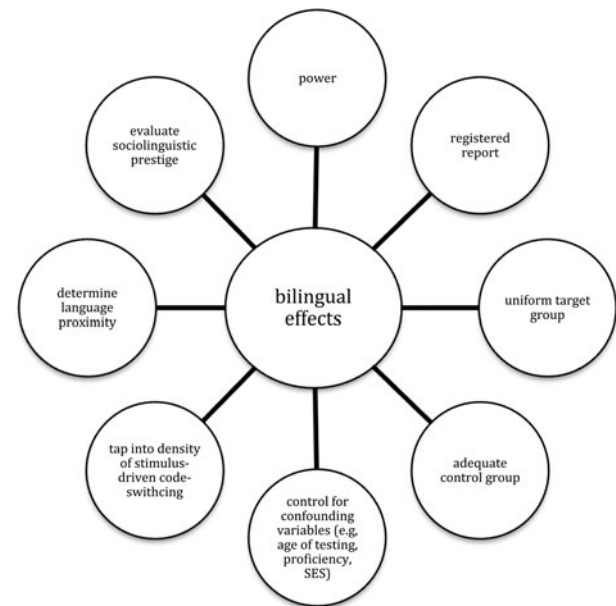 power
registered
report
uniform target
group
adequate
control group
control for
confounding
variables (e.g,
age of testing,
proficiency,
SES)
tap into density
of stimulus-
driven code-
swithcing
determine
language
proximity
evaluate
sociolinguistic
prestige
bilingual
effects